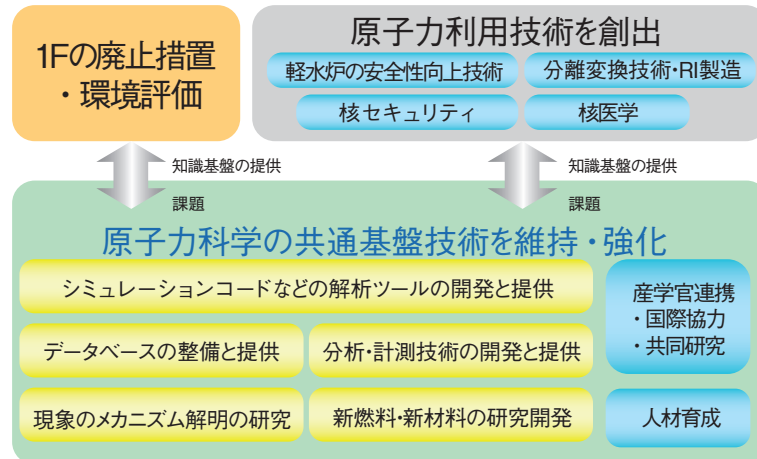 1Fの廃止措置
・環境評価
原子力利用技術を創出
軽水炉の安全性向上技術
分離変換技術・RI製造
核セキュリティ
核医学
知識基盤の提供
課題
知識基盤の提供
課題
原子力科学の共通基盤技術を維持・強化
シミュレーションコードなどの解析ツールの開発と提供
データベースの整備と提供
分析・計測技術の開発と提供
現象のメカニズム解明の研究
新燃料・新材料の研究開発
産学官連携
・国際協力
・共同研究
人材育成